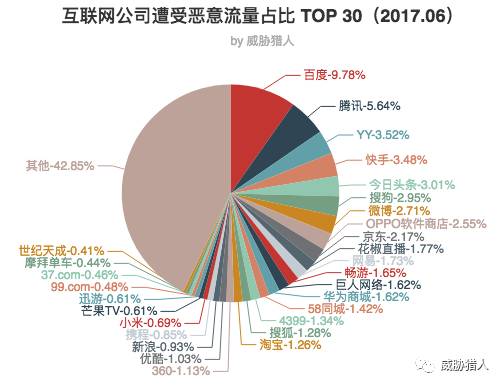 互联网公司遭受恶意流量占比 TOP 30（2017.06）
by 威胁猎人
百度-9.78%
腾讯-5.64%
YY-3.52%
快手-3.48%
今日头条-3.01%
搜狗-2.95%
微博-2.71%
OPPO软件商店-2.55%
京东-2.17%
花椒直播-1.77%
网易-1.73%
畅游-1.65%
巨人网络-1.62%
华为商城-1.62%
58同城-1.42%
4399-1.34%
搜狐-1.28%
淘宝-1.26%
360-1.13%
优酷-1.03%
新浪-0.93%
携程-0.85%
小米-0.69%
芒果TV-0.61%
迅游-0.61%
99.com-0.48%
37.com-0.46%
摩拜单车-0.44%
世纪天成-0.41%
其他-42.85%
威胁猎人